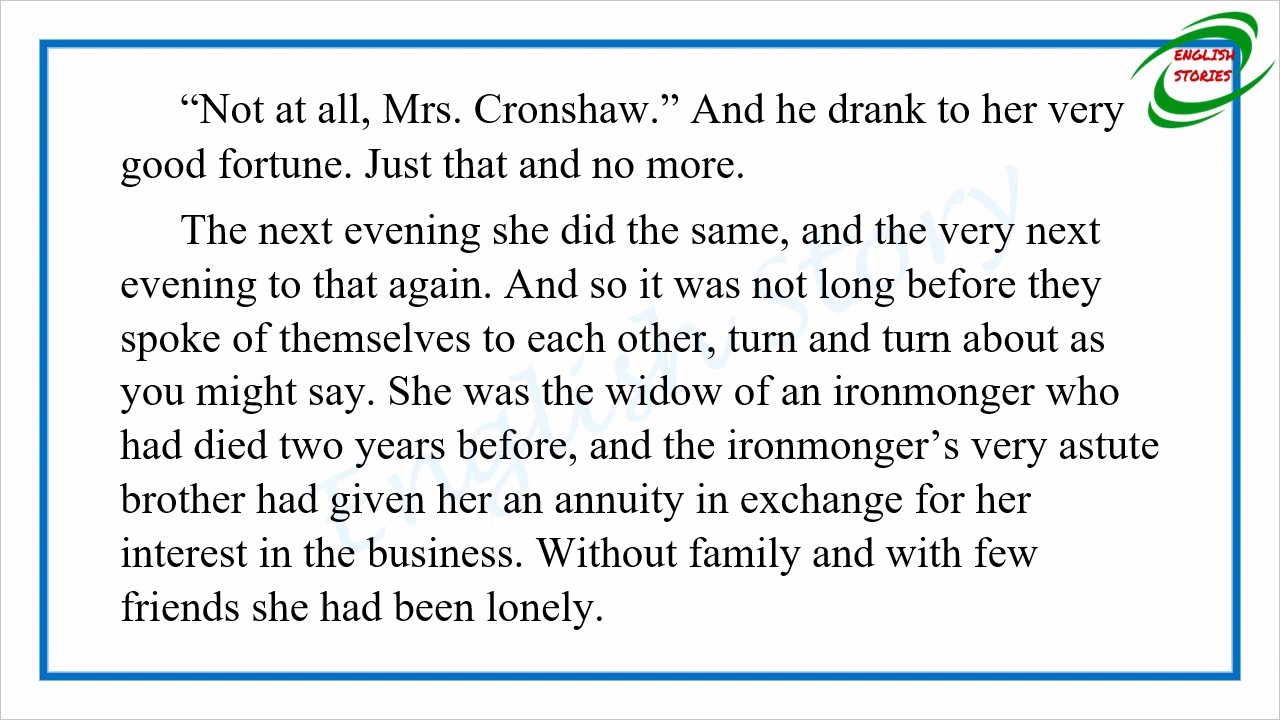 ENGLISH
STORIES
“Not at all, Mrs. Cronshaw.” And he drank to her very
good fortune. Just that and no more.
The next evening she did the same, and the very next
evening to that again. And so it was not long before they
spoke of themselves to each other, turn and turn about as
you might say. She was the widow of an ironmonger who
had died two years before, and the ironmonger’s very astute
brother had given her an annuity in exchange for her
interest in the business. Without family and with few
friends she had been lonely.
English Story